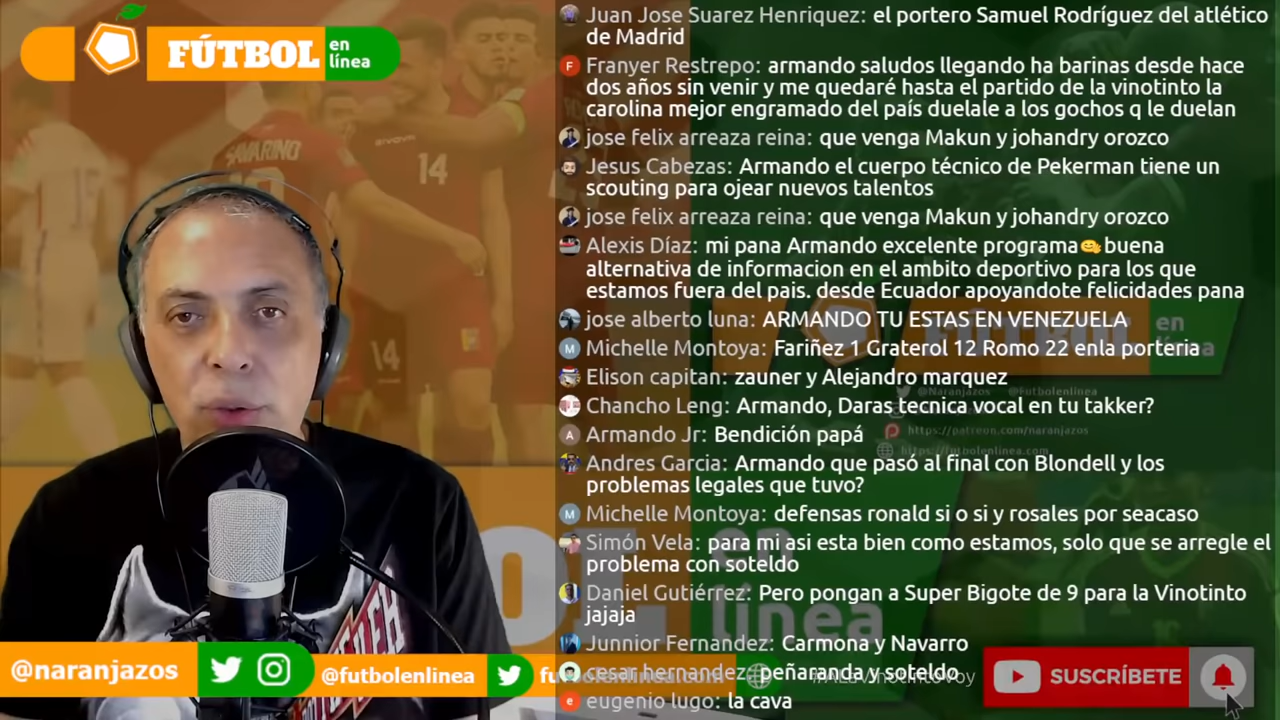 FÚTBOL en línea
SAVARINO
14
14
Juan Jose Suarez Henriquez: el portero Samuel Rodríguez del atlético
de Madrid
Franyer Restrepo: armando saludos llegando ha barinas desde hace
dos años sin venir y me quedaré hasta el partido de la vinotinto la
carolina mejor engramado del país duelale a los gochos q le duelan
jose felix arreaza reina: que venga Makun y johandry orozco
Jesus Cabezas: Armando el cuerpo técnico de Pekerman tiene un
scouting para ojear nuevos talentos
jose felix arreaza reina: que venga Makun y johandry orozco
Alexis Díaz: mi pana Armando excelente programa🤏buena
alternativa de informacion en el ambito deportivo para los que
estamos fuera del pais. desde Ecuador apoyandote felicidades pana
jose alberto luna: ARMANDO TU ESTAS EN VENEZUELA
Michelle Montoya: Fariñez 1 Graterol 12 Romo 22 enla porteria
Elison capitan: zauner y Alejandro marquez
@Naranjazos @Futbolenlinea
Chancho Leng: Armando, Daras tecnica vocal en tu takker?
https://patreon.com/naranjazos
Armando Jr: Bendición papá
https://futbolenlinea.com
Andres Garcia: Armando que pasó al final con Blondell y los
problemas legales que tuvo?
Michelle Montoya: defensas ronald si o si y rosales por seacaso
Simón Vela: para mi asi esta bien como estamos, solo que se arregle el
problema con soteldo
Daniel Gutiérrez: Pero pongan a Super Bigote de 9 para la Vinotinto
jajaja
Junnior Fernandez: Carmona y Navarro
cesar hernandez: peñaranda y soteldo
eugenio lugo: la cava
en
línea
@naranjazos
@futbolenlinea
SUSCRÍBETE